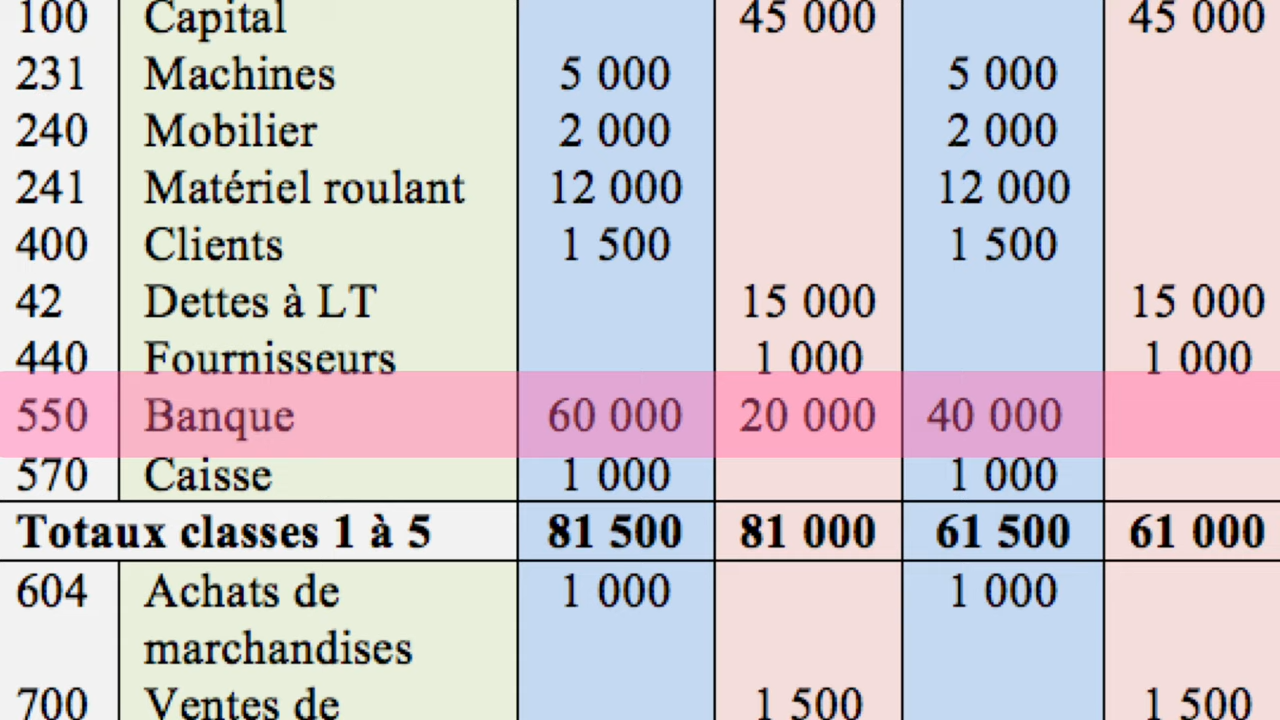 100 Capital 45 000 45 000
231 Machines 5 000 5 000
240 Mobilier 2 000 2 000
241 Matériel roulant 12 000 12 000
400 Clients 1 500 1 500
42 Dettes à LT 15 000 15 000
440 Fournisseurs 1 000 1 000
550 Banque 60 000 20 000 40 000
570 Caisse 1 000 1 000
Totaux classes 1 à 5 81 500 81 000 61 500 61 000
604 Achats de 1 000 1 000
marchandises
700 Ventes de 1 500 1 500